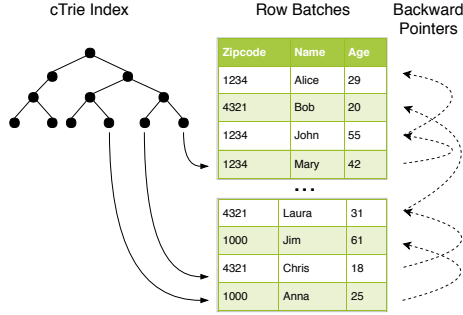 cTrie Index
Row Batches
Backward
Pointers
Zipcode Name Age
1234 Alice 29
4321 Bob 20
1234 John 55
1234 Mary 42
...
4321 Laura 31
1000 Jim 61
4321 Chris 18
1000 Anna 25